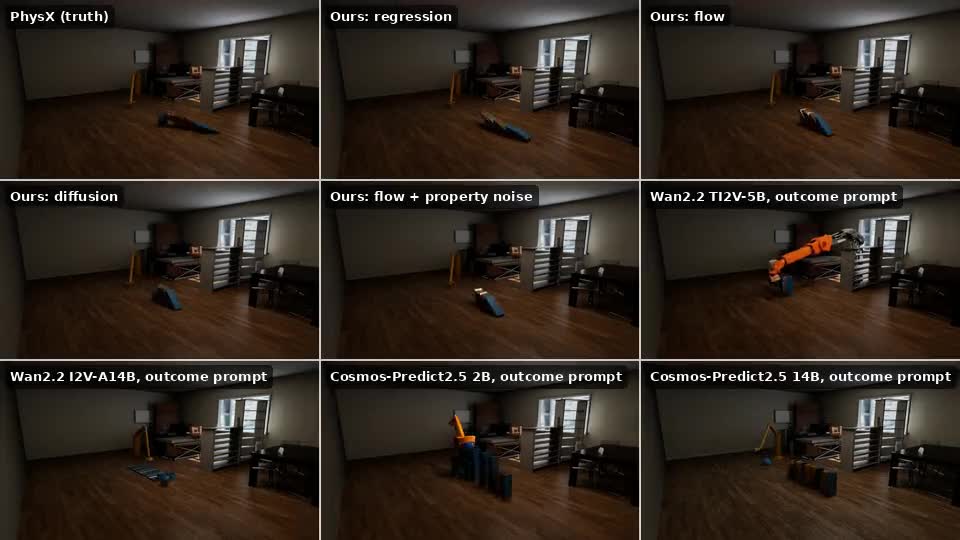 PhysX (truth)
Ours: regression
Ours: flow
Ours: diffusion
Ours: flow + property noise
Wan2.2 TI2V-5B, outcome prompt
Wan2.2 I2V-A14B, outcome prompt
Cosmos-Predict2.5 2B, outcome prompt
Cosmos-Predict2.5 14B, outcome prompt